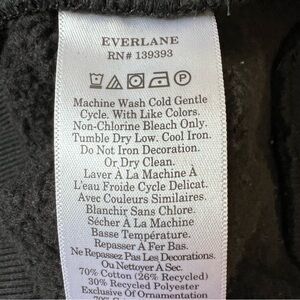 EVERLANE
RN# 139393
Machine Wash Cold Gentle
Cycle. With Like Colors.
Non-Chlorine Bleach Only.
Tumble Dry Low. Cool Iron.
Do Not Iron Decoration.
Or Dry Clean.
Laver À La Machine À
L'eau Froide Cycle Delicat.
Avec Couleurs Similaires.
Blanchir Sans Chlore.
Sécher À La Machine
Basse Température.
Repasser À Fer Bas.
Ne Repassez Pas Les Decorations.
Ou Nettoyer A Sec.
70% Cotton (26% Recycled)
30% Recycled Polyester
Exclusive Of Ornamentation